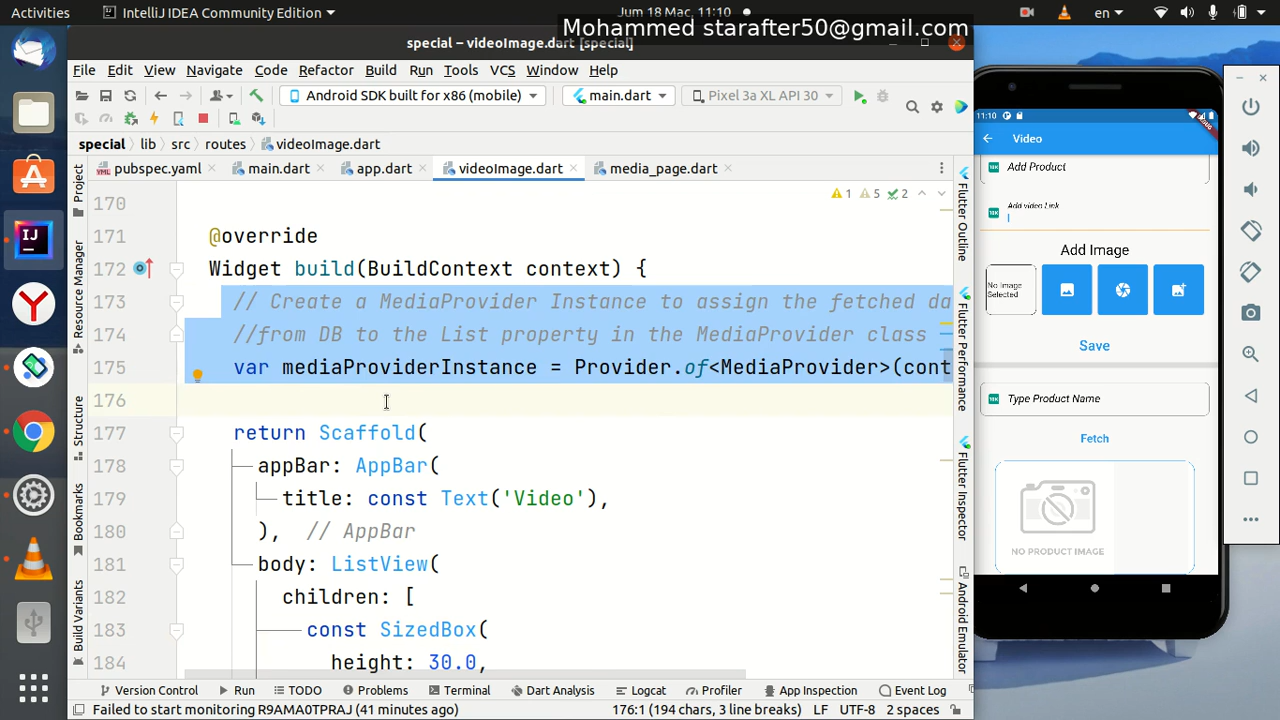 Activities
IntelliJ IDEA Community Edition
Jum 18 Mac, 11:10
en
Mohammed starafter50@gmail.com
special – videoImage.dart [special]
File Edit View Navigate Code Refactor Build Run Tools VCS Window Help
Android SDK built for x86 (mobile)
main.dart
Pixel 3a XL API 30
special
lib
src
routes
videoImage.dart
pubspec.yaml
main.dart
app.dart
videoImage.dart
media_page.dart
1 5 2
170
171 @override
172 Widget build(BuildContext context) {
173 // Create a MediaProvider Instance to assign the fetched da
174 //from DB to the List property in the MediaProvider class
175 var mediaProviderInstance = Provider.of<MediaProvider>(cont
176
177 return Scaffold(
178 appBar: AppBar(
179 title: const Text('Video'),
180 ), // AppBar
181 body: ListView(
182 children: [
183 const SizedBox(
184 height: 30.0,
Project
Resource Manager
Structure
Bookmarks
Build Variants
Flutter Outline
Flutter Performance
Flutter Inspector
Android Emulator
Version Control
Run
TODO
Problems
Terminal
Dart Analysis
Logcat
Profiler
App Inspection
Event Log
Failed to start monitoring R9AMA0TPRAJ (41 minutes ago)
176:1 (194 chars, 3 line breaks)
LF
UTF-8
2 spaces
11:10
Video
Add Product
Add video Link
Add Image
No Image
Selected
Save
Type Product Name
Fetch
NO PRODUCT IMAGE